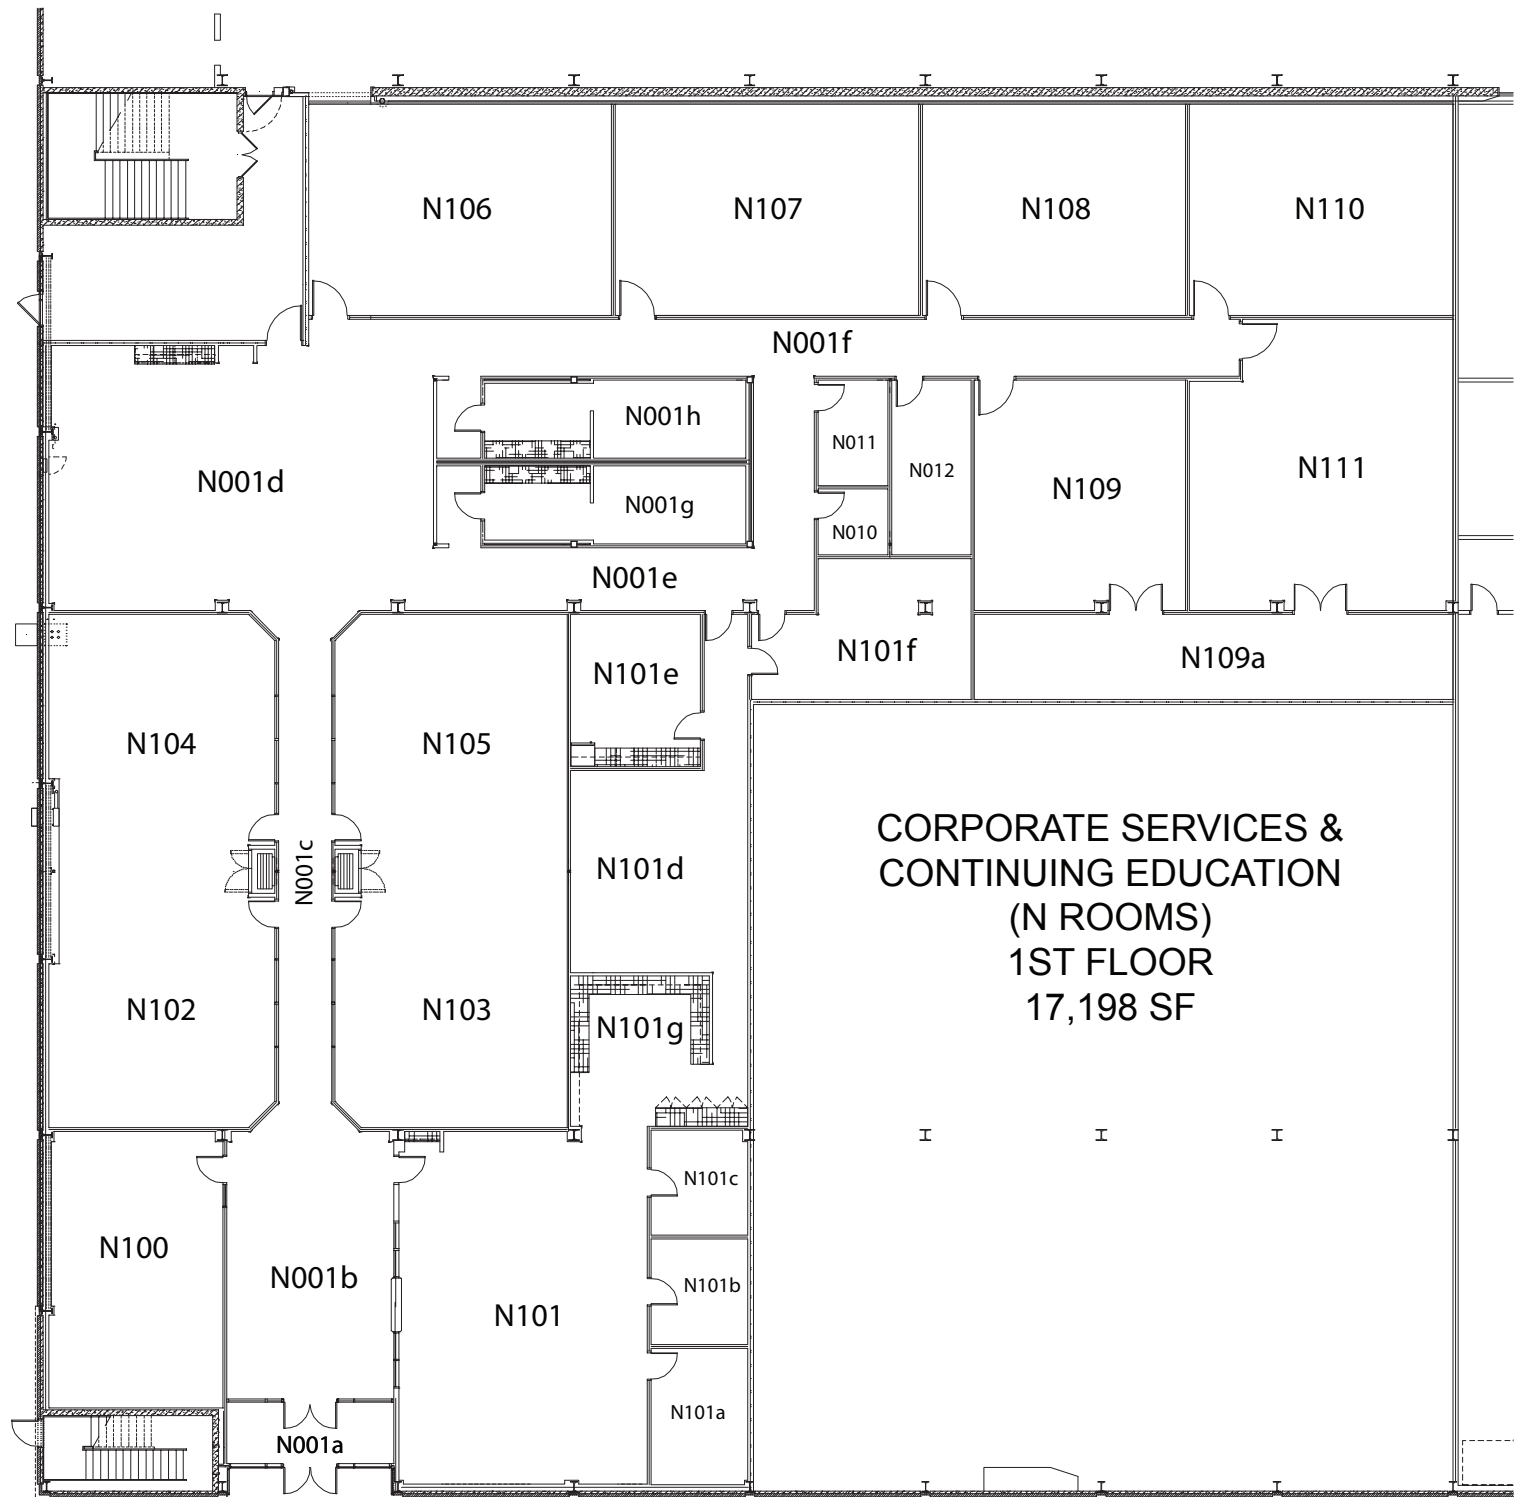 N106
N107
N108
N110
N001f
N001h
N011
N012
N001d
N001g
N010
N109
N111
N001e
N101e
N101f
N109a
N104
N105
N001c
N101d
CORPORATE SERVICES &
CONTINUING EDUCATION
(N ROOMS)
1ST FLOOR
17,198 SF
N102
N103
N101g
N101c
N100
N001b
N101b
N101
N101a
N001a